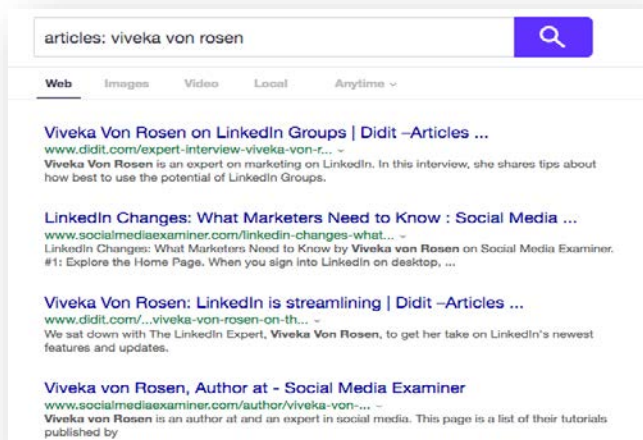 articles: viveka von rosen
Web Images Video Local Anytime
Viveka Von Rosen on LinkedIn Groups | Didit –Articles ...
www.didit.com/expert-interview-viveka-von-r...
Viveka Von Rosen is an expert on marketing on LinkedIn. In this interview, she shares tips about
how best to use the potential of LinkedIn Groups.
LinkedIn Changes: What Marketers Need to Know : Social Media ...
www.socialmediaexaminer.com/linkedin-changes-what...
LinkedIn Changes: What Marketers Need to Know by Viveka von Rosen on Social Media Examiner.
#1: Explore the Home Page. When you sign into LinkedIn on desktop, ...
Viveka Von Rosen: LinkedIn is streamlining | Didit –Articles ...
www.didit.com/...viveka-von-rosen-on-th...
We sat down with The LinkedIn Expert, Viveka Von Rosen, to get her take on LinkedIn's newest
features and updates.
Viveka von Rosen, Author at - Social Media Examiner
www.socialmediaexaminer.com/author/viveka-von-...
Viveka von Rosen is an author at and an expert in social media. This page is a list of their tutorials
published by